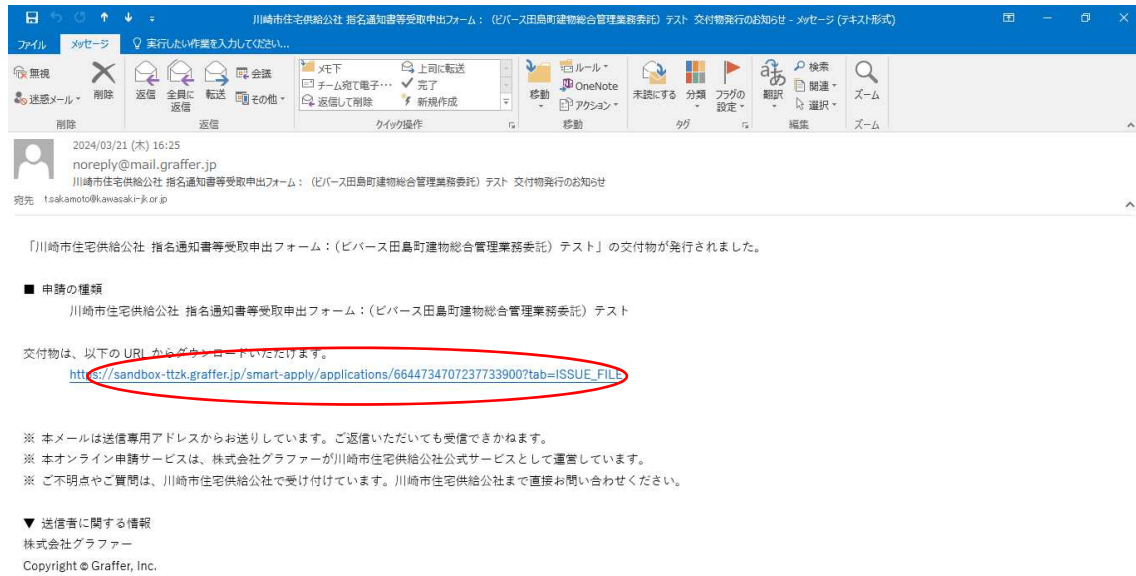 川崎市住宅供給公社 指名通知書等受取申出フォーム：（ビバース田島町建物総合管理業務委託）テスト 交付物発行のお知らせ - メッセージ (テキスト形式)
ファイル メッセージ 実行したい作業を入力してください...
無視 迷惑メール 削除
返信 全員に返信 転送 会議 その他
メモ下 上司に転送
チーム宛て電子… 完了
返信して削除 新規作成
移動 ルール OneNote アクション
未読にする 分類 フラグの設定
翻訳 検索 関連 選択
ズーム
削除 返信 クイック操作 移動 タグ 編集 ズーム
2024/03/21 (木) 16:25
noreply@mail.graffer.jp
川崎市住宅供給公社 指名通知書等受取申出フォーム：（ビバース田島町建物総合管理業務委託）テスト 交付物発行のお知らせ
宛先 t.sakamoto@kawasaki-jk.or.jp
「川崎市住宅供給公社 指名通知書等受取申出フォーム：（ビバース田島町建物総合管理業務委託）テスト」の交付物が発行されました。
■ 申請の種類
川崎市住宅供給公社 指名通知書等受取申出フォーム：（ビバース田島町建物総合管理業務委託）テスト
交付物は、以下の URL からダウンロードいただけます。
https://sandbox-ttzk.graffer.jp/smart-apply/applications/6644734707237733900?tab=ISSUE_FILE
※ 本メールは送信専用アドレスからお送りしています。ご返信いただいても受信できかねます。
※ 本オンライン申請サービスは、株式会社グラファーが川崎市住宅供給公社公式サービスとして運営しています。
※ ご不明点やご質問は、川崎市住宅供給公社で受け付けています。川崎市住宅供給公社まで直接お問い合わせください。
▼ 送信者に関する情報
株式会社グラファー
Copyright © Graffer, Inc.